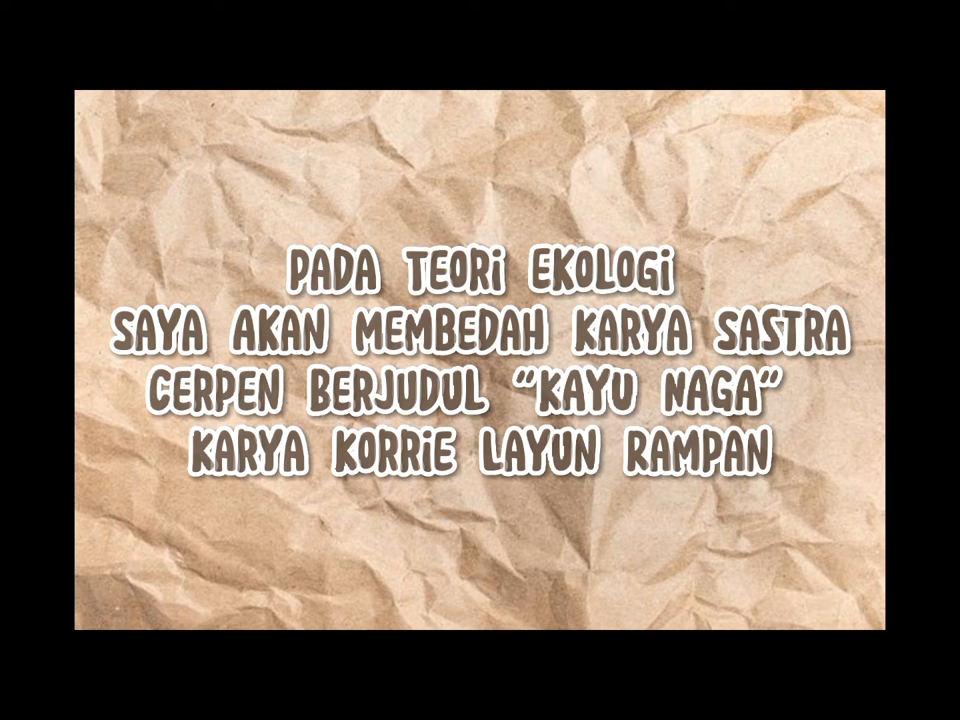 PADA TEORI EKOLOGI
SAYA AKAN MEMBEDAH KARYA SASTRA
CERPEN BERJUDUL "KAYU NAGA"
KARYA KORRIE LAYUN RAMPAN